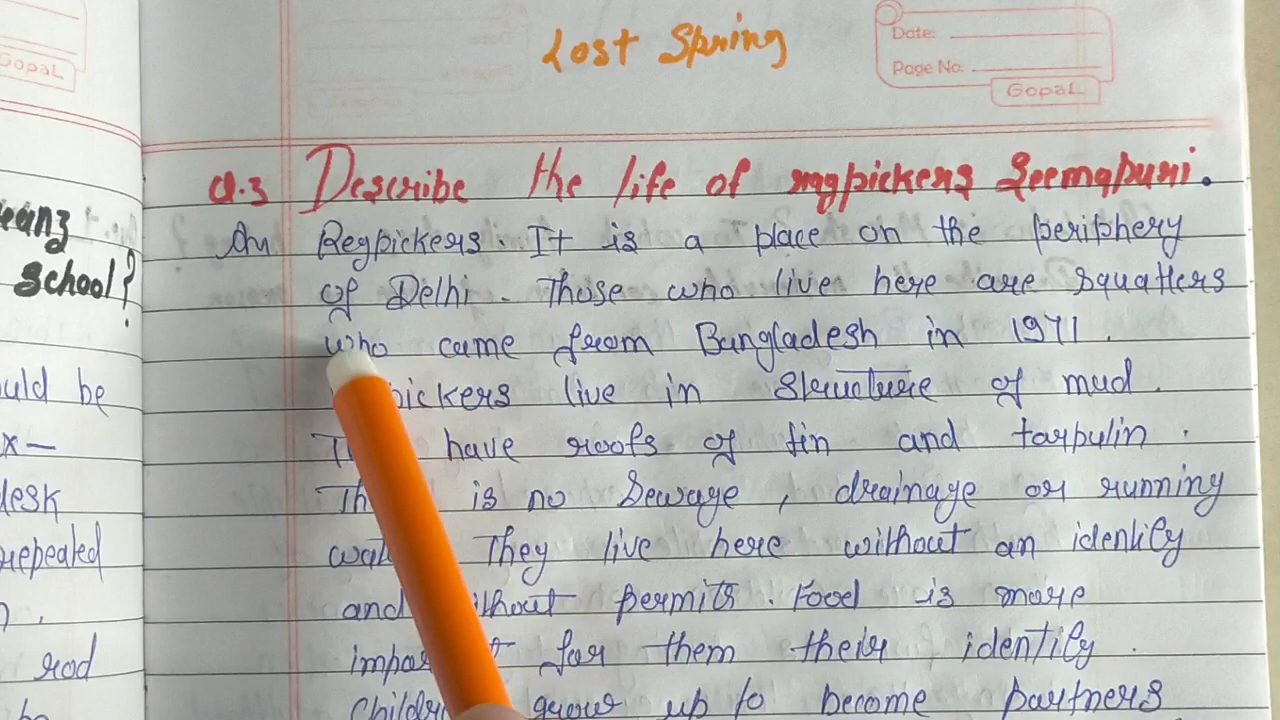 GopaL
Lost Spring
Date:
Page No:
GopaL
Q.3 Describe the life of ragpickers Seemapuri.
school?
An Regpickers. It is a place on the periphery
of Delhi. Those who live here are squatters
who came from Bangladesh in 1971.
pickers live in structure of mud.
uld be
have roofs of tin and tarpulin.
x-
is no sewage, drainage or running
desk
They live here without an identity
repeated
and without permits. Food is more
for them their identity.
rod
grow up to become partners